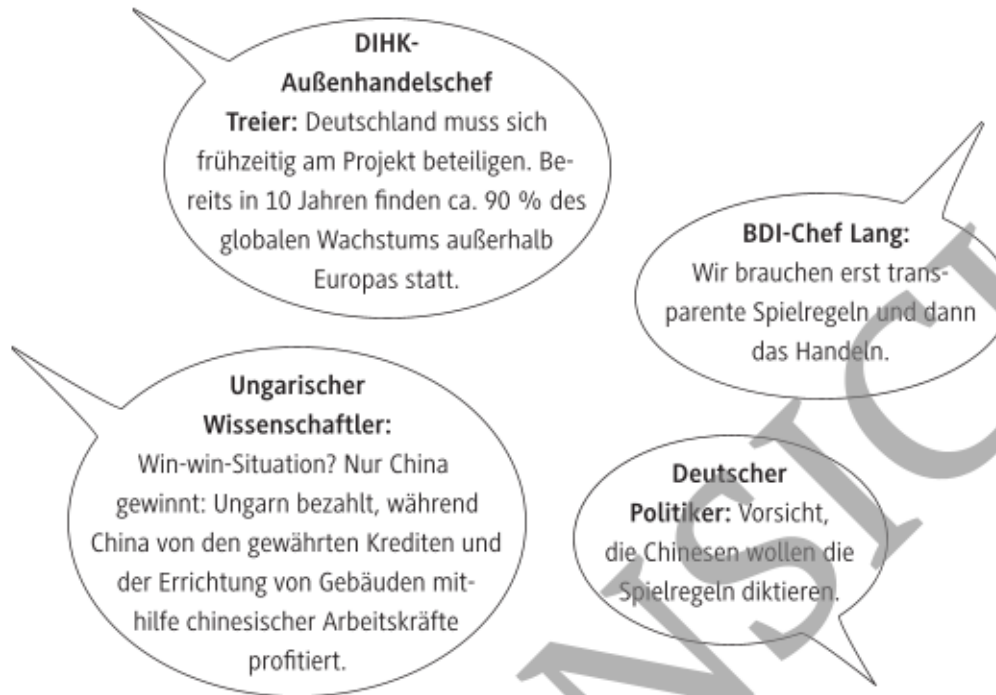 DIHK-
Außenhandelschef
Treier: Deutschland muss sich
frühzeitig am Projekt beteiligen. Be-
reits in 10 Jahren finden ca. 90 % des
globalen Wachstums außerhalb
Europas statt.
BDI-Chef Lang:
Wir brauchen erst trans-
parente Spielregeln und dann
das Handeln.
Ungarischer
Wissenschaftler:
Win-win-Situation? Nur China
gewinnt: Ungarn bezahlt, während
China von den gewährten Krediten und
der Errichtung von Gebäuden mit-
hilfe chinesischer Arbeitskräfte
profitiert.
Deutscher
Politiker: Vorsicht,
die Chinesen wollen die
Spielregeln diktieren.